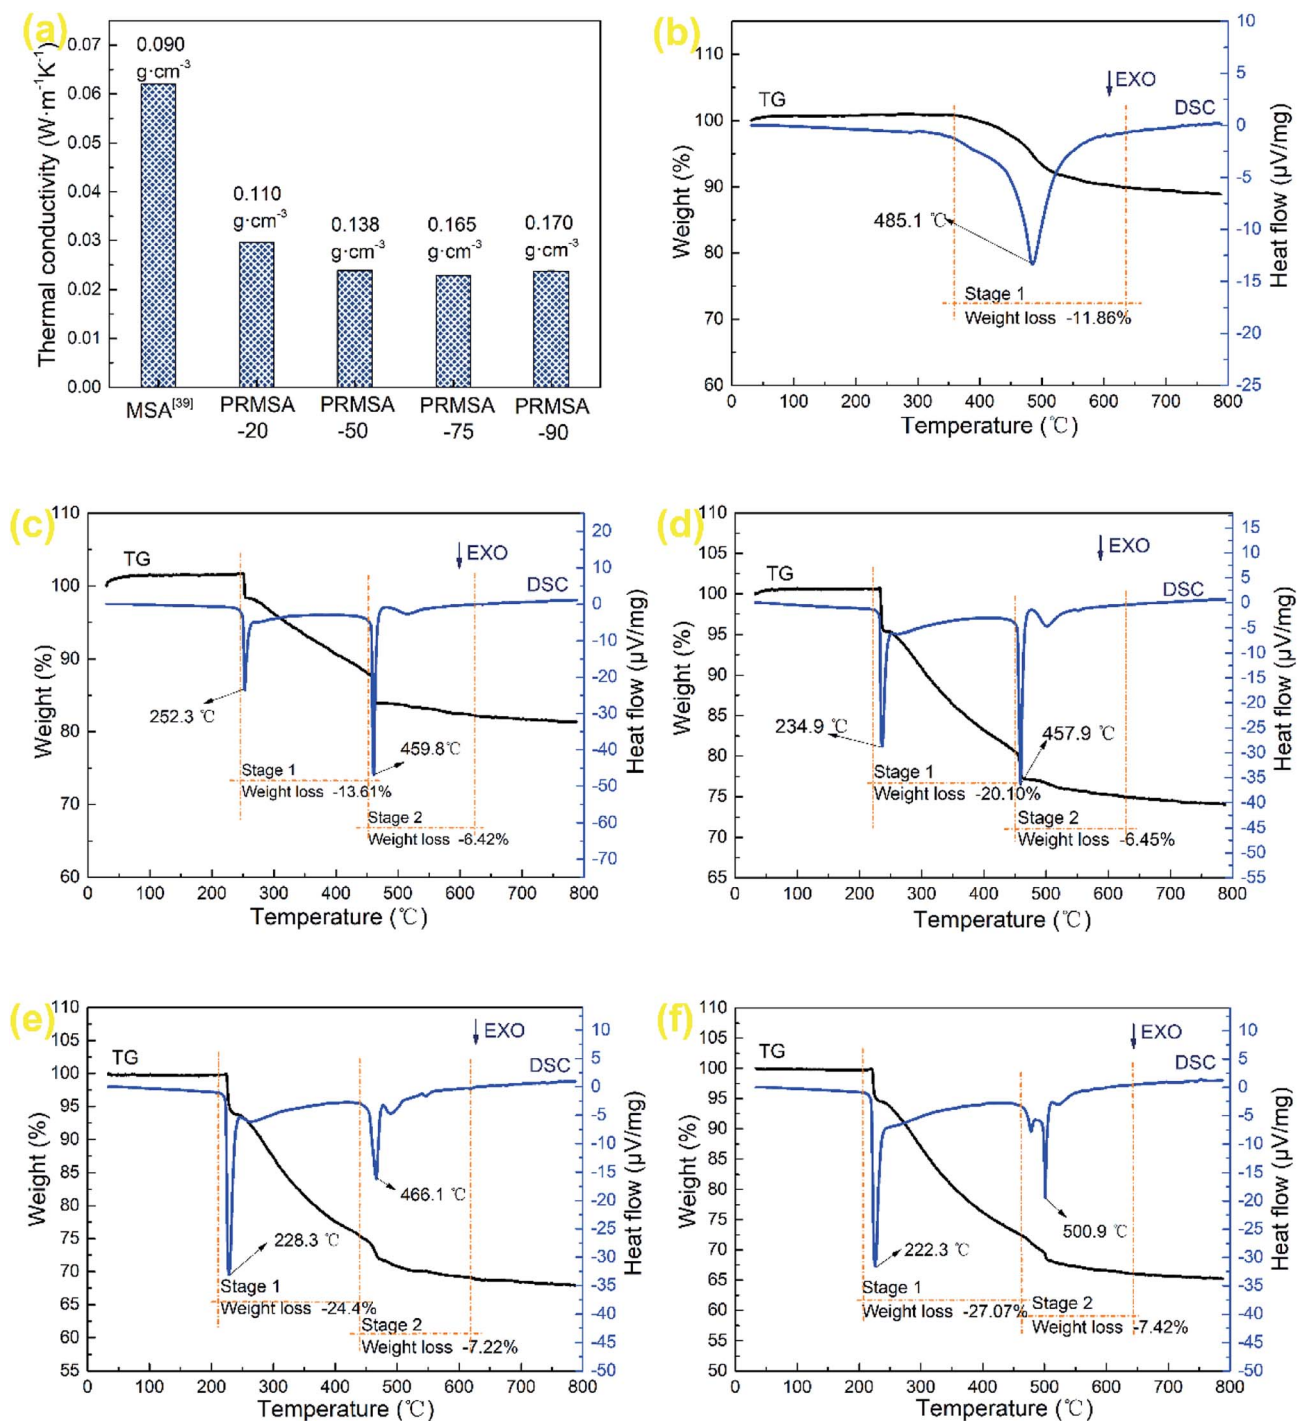 (a)
Thermal conductivity (W·m⁻¹K⁻¹)
0.07
0.06
0.05
0.04
0.03
0.02
0.01
0.00
0.090
g·cm⁻³
0.110
g·cm⁻³
0.138
g·cm⁻³
0.165
g·cm⁻³
0.170
g·cm⁻³
MSA[39]
PRMSA
-20
PRMSA
-50
PRMSA
-75
PRMSA
-90
(b)
Weight (%)
110
100
90
80
70
60
TG
EXO
DSC
485.1 ℃
Stage 1
Weight loss -11.86%
10
5
0
-5
-10
-15
-20
-25
Heat flow (μV/mg)
0 100 200 300 400 500 600 700 800
Temperature (℃)
(c)
Weight (%)
110
100
90
80
70
60
TG
EXO
DSC
252.3 ℃
459.8℃
Stage 1
Weight loss -13.61%
Stage 2
Weight loss -6.42%
20
10
0
-10
-20
-30
-40
-50
-60
-70
Heat flow (μV/mg)
0 100 200 300 400 500 600 700 800
Temperature (℃)
(d)
Weight (%)
110
105
100
95
90
85
80
75
70
65
TG
EXO
DSC
234.9 ℃
457.9 ℃
Stage 1
Weight loss -20.10%
Stage 2
Weight loss -6.45%
15
10
5
0
-5
-10
-15
-20
-25
-30
-35
-40
-45
-50
-55
Heat flow (μV/mg)
0 100 200 300 400 500 600 700 800
Temperature (℃)
(e)
Weight (%)
110
105
100
95
90
85
80
75
70
65
60
55
TG
EXO
DSC
466.1 ℃
228.3 ℃
Stage 1
Weight loss -24.4%
Stage 2
Weight loss -7.22%
10
5
0
-5
-10
-15
-20
-25
-30
-35
-40
-45
-50
Heat flow (μV/mg)
0 100 200 300 400 500 600 700 800
Temperature (℃)
(f)
Weight (%)
110
105
100
95
90
85
80
75
70
65
60
55
50
TG
EXO
DSC
500.9 ℃
222.3 ℃
Stage 1
Weight loss -27.07%
Stage 2
Weight loss -7.42%
10
5
0
-5
-10
-15
-20
-25
-30
-35
-40
-45
-50
Heat flow (μV/mg)
0 100 200 300 400 500 600 700 800
Temperature (℃)